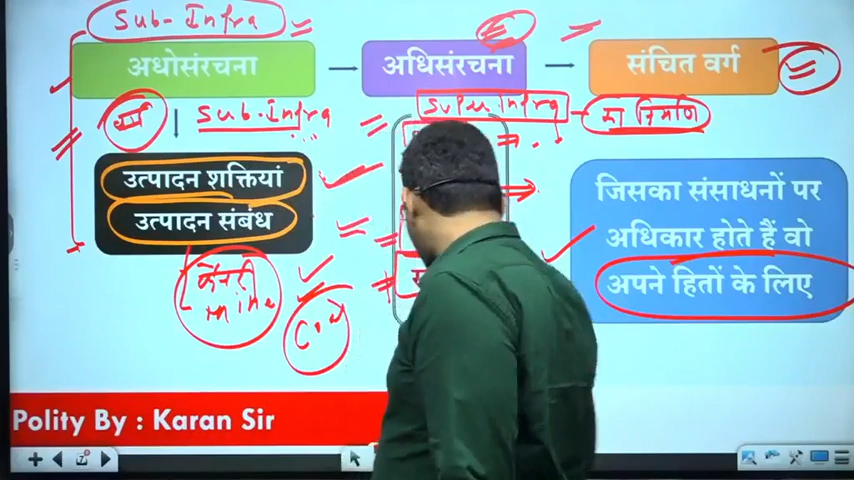 Sub-Infra
अधोसंरचना
अधिसंरचना
संचित वर्ग
Sub-Infra
Super Infra
का निर्माण
उत्पादन शक्तियां
उत्पादन संबंध
जिसका संसाधनों पर
अधिकार होते हैं वो
अपने हितों के लिए
Polity By : Karan Sir